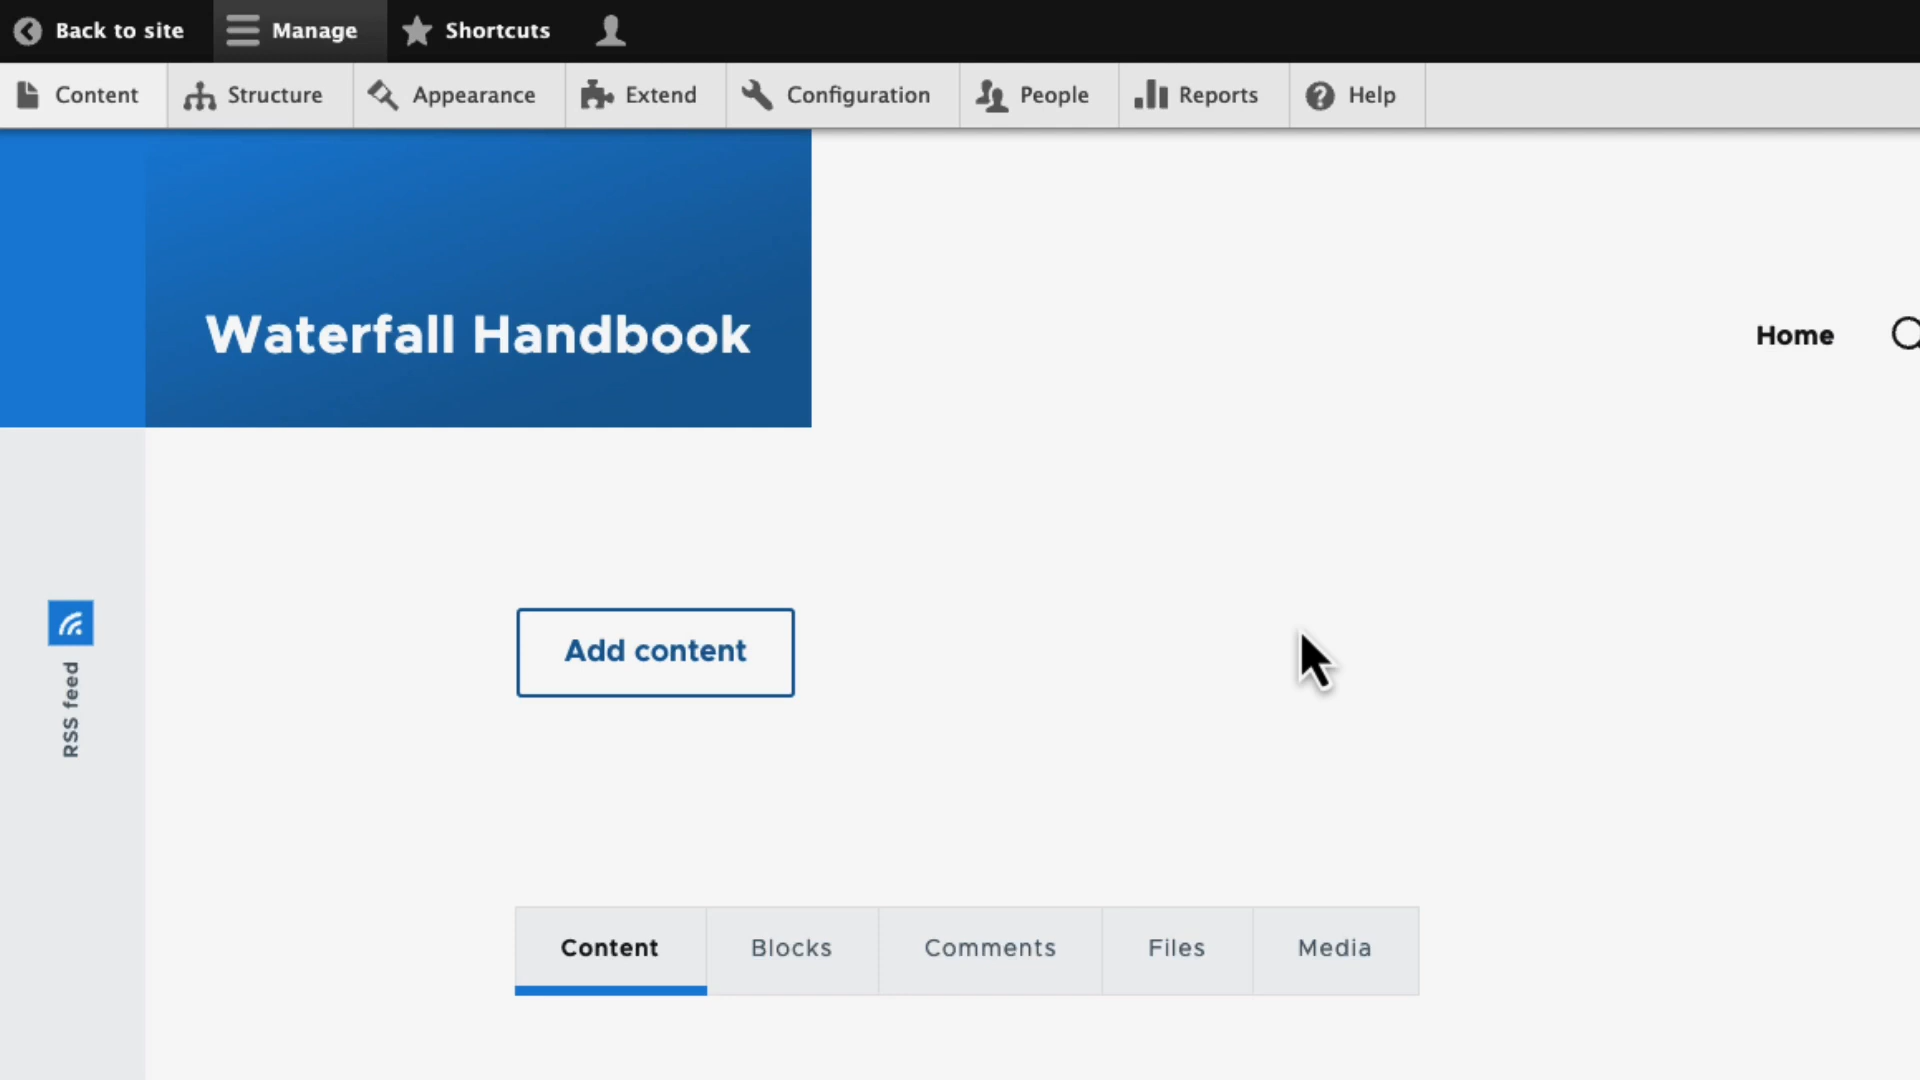 Back to site
Manage
Shortcuts
Content
Structure
Appearance
Extend
Configuration
People
Reports
Help
Waterfall Handbook
Home
Add content
RSS feed
Content
Blocks
Comments
Files
Media